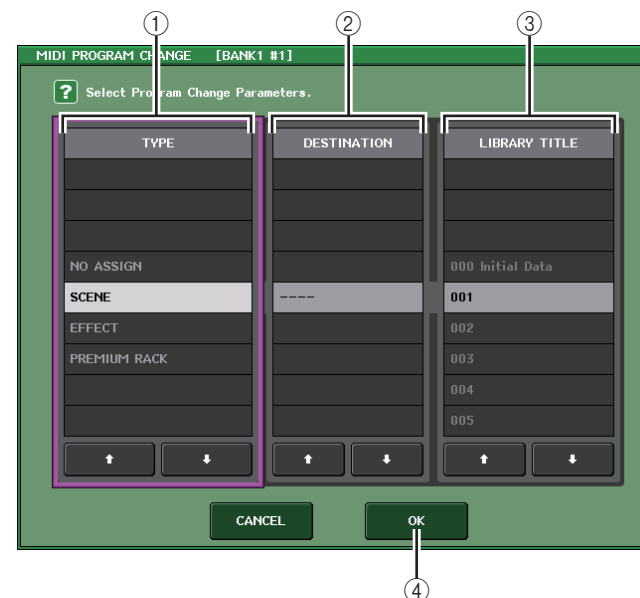 ① ② ③
MIDI PROGRAM CHANGE [BANK1 #1]
? Select Program Change Parameters.
TYPE DESTINATION LIBRARY TITLE
NO ASSIGN 000 Initial Data
SCENE ---- 001
EFFECT 002
PREMIUM RACK 003
004
005
CANCEL OK
④